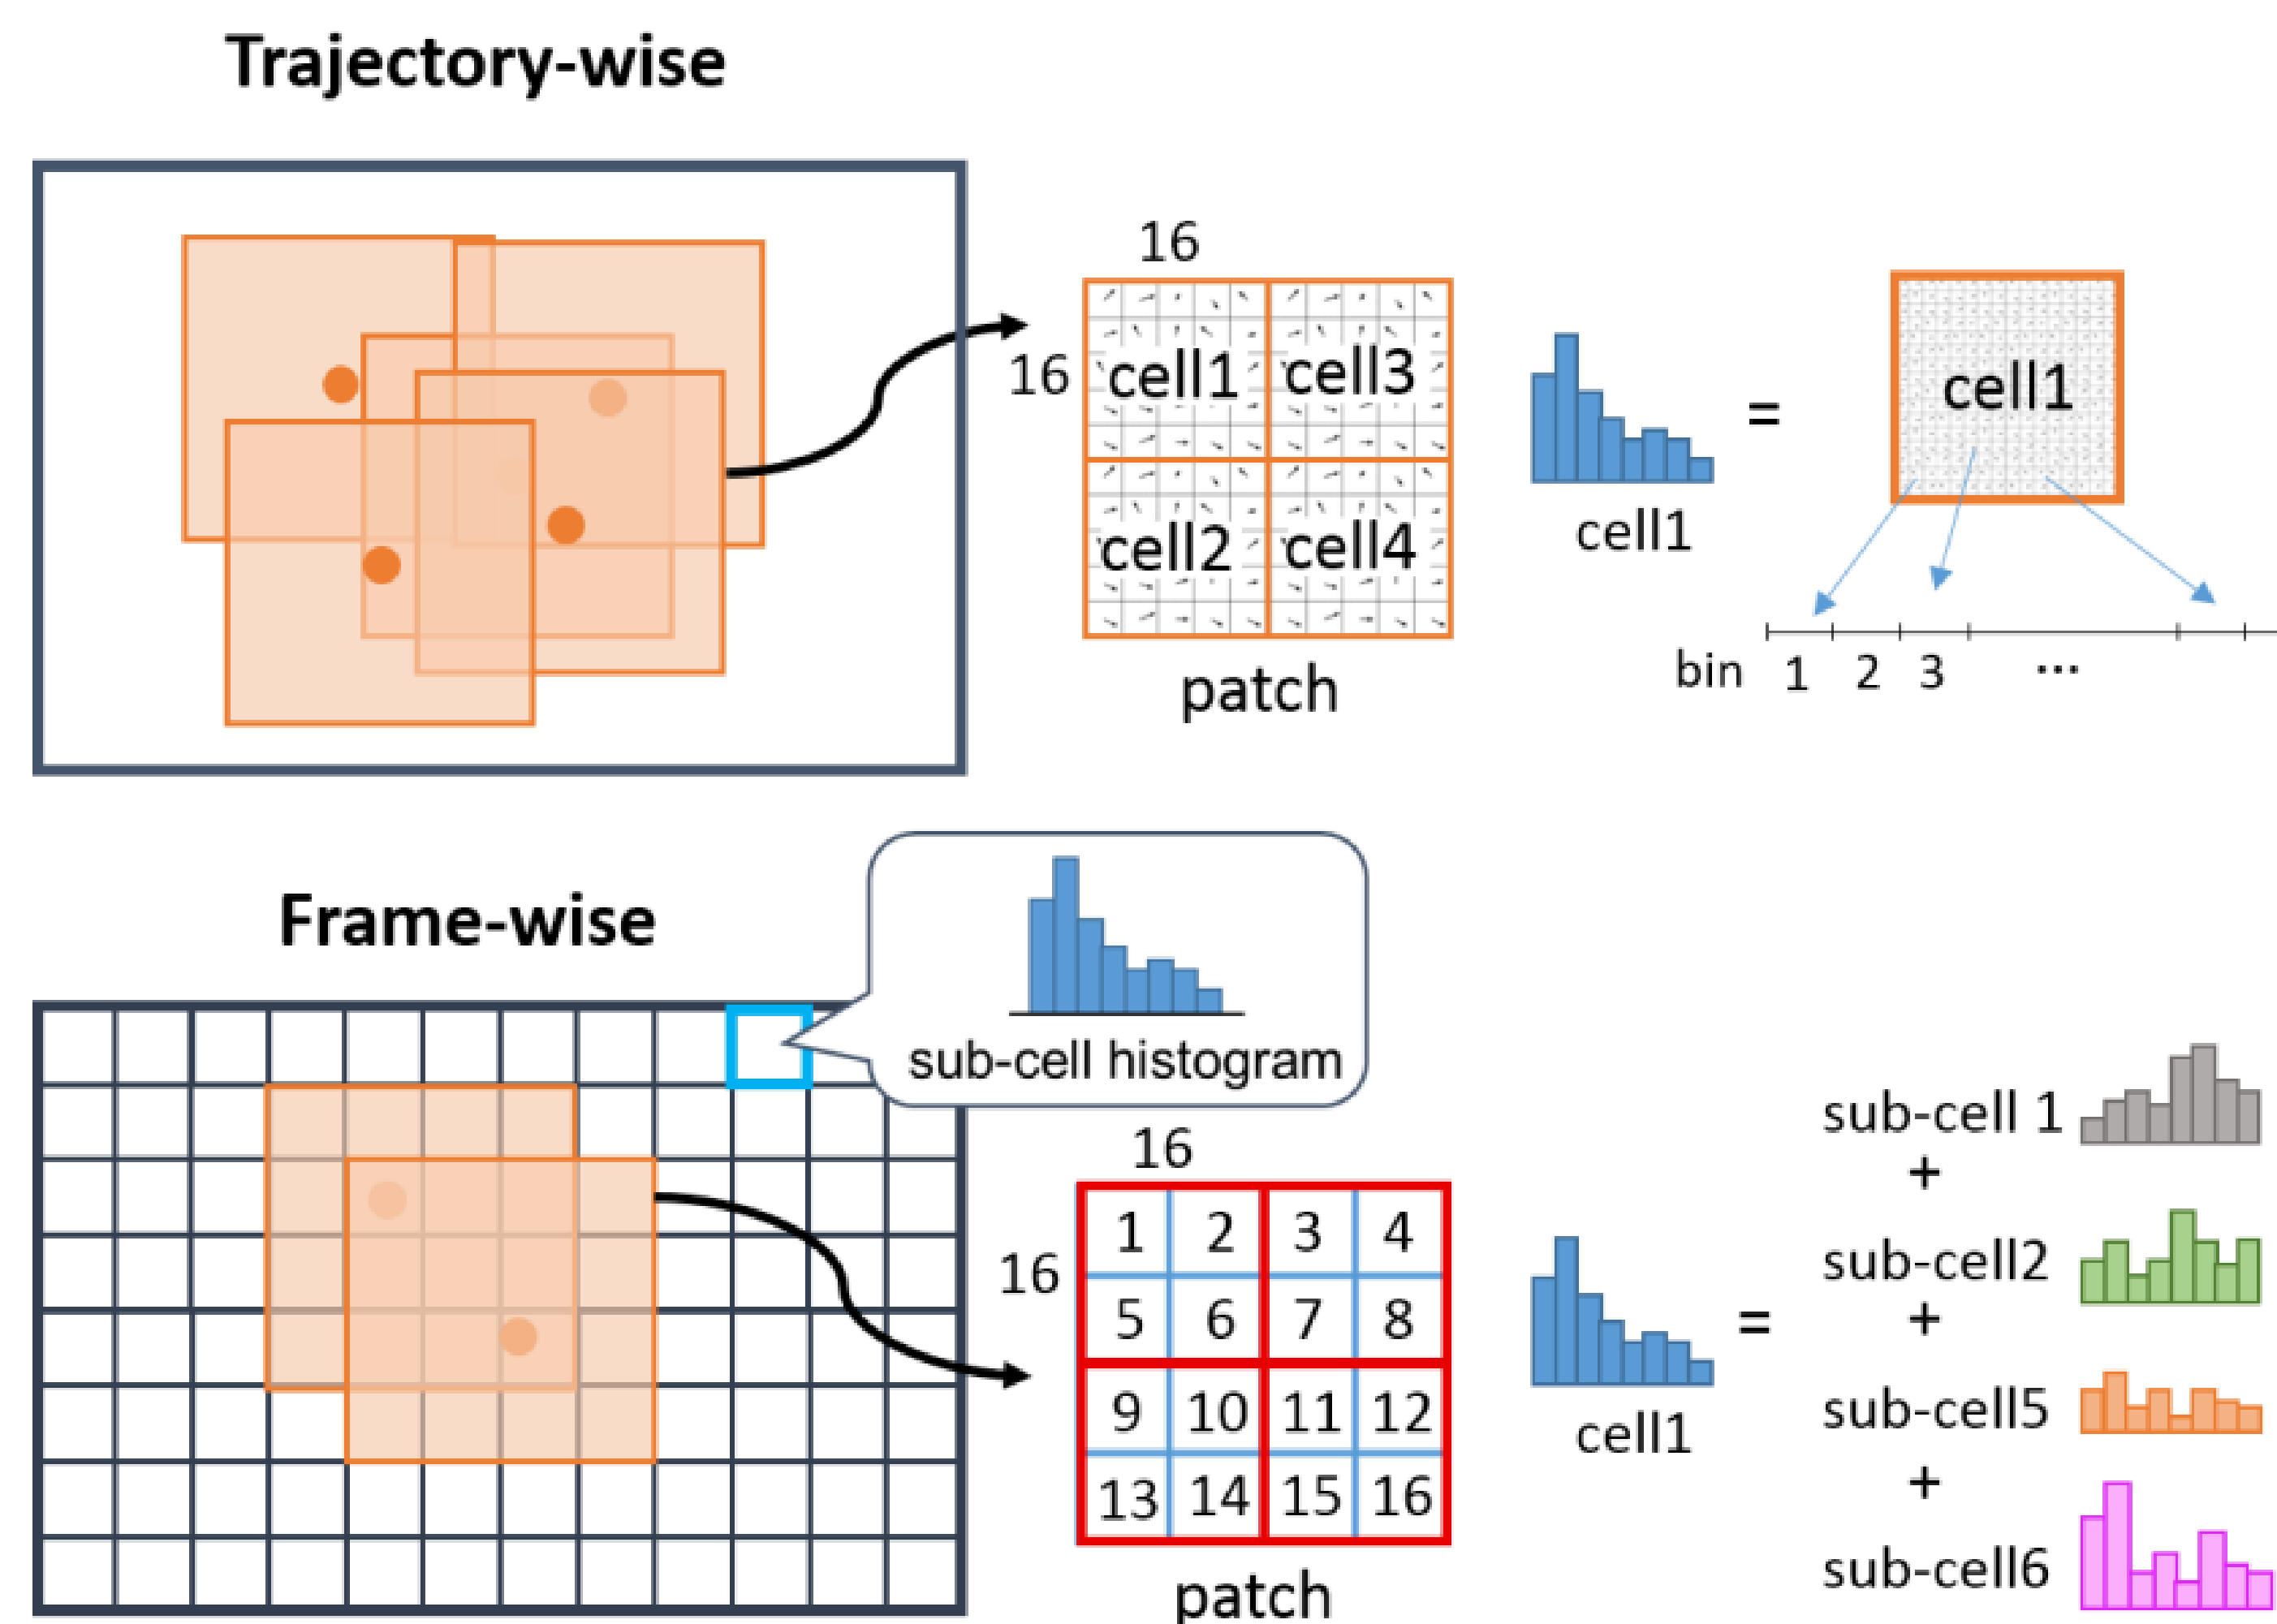 Trajectory-wise
16
16
cell1 cell3
cell2 cell4
patch
cell1
=
cell1
bin 1 2 3 ...
Frame-wise
sub-cell histogram
16
16
1 2 3 4
5 6 7 8
9 10 11 12
13 14 15 16
patch
cell1
=
sub-cell 1
+
sub-cell2
+
sub-cell5
+
sub-cell6